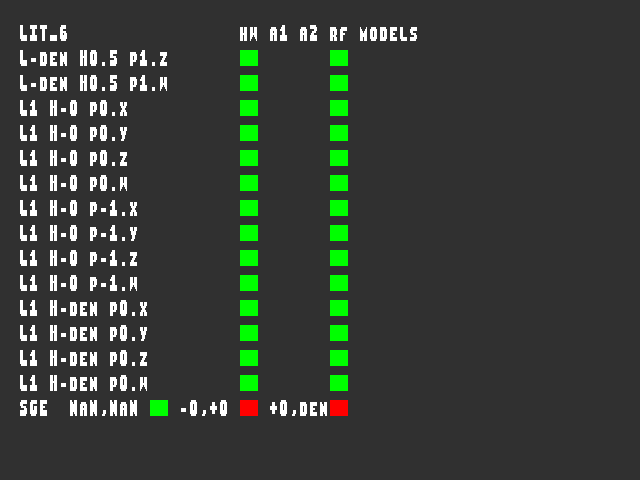 LIT_6 HW A1 A2 RF MODELS
L-DEN H0.5 P1.Z
L-DEN H0.5 P1.W
L1 H-0 P0.X
L1 H-0 P0.Y
L1 H-0 P0.Z
L1 H-0 P0.W
L1 H-0 P-1.X
L1 H-0 P-1.Y
L1 H-0 P-1.Z
L1 H-0 P-1.W
L1 H-DEN P0.X
L1 H-DEN P0.Y
L1 H-DEN P0.Z
L1 H-DEN P0.W
SGE NAN,NAN -0,+0 +0,DEN